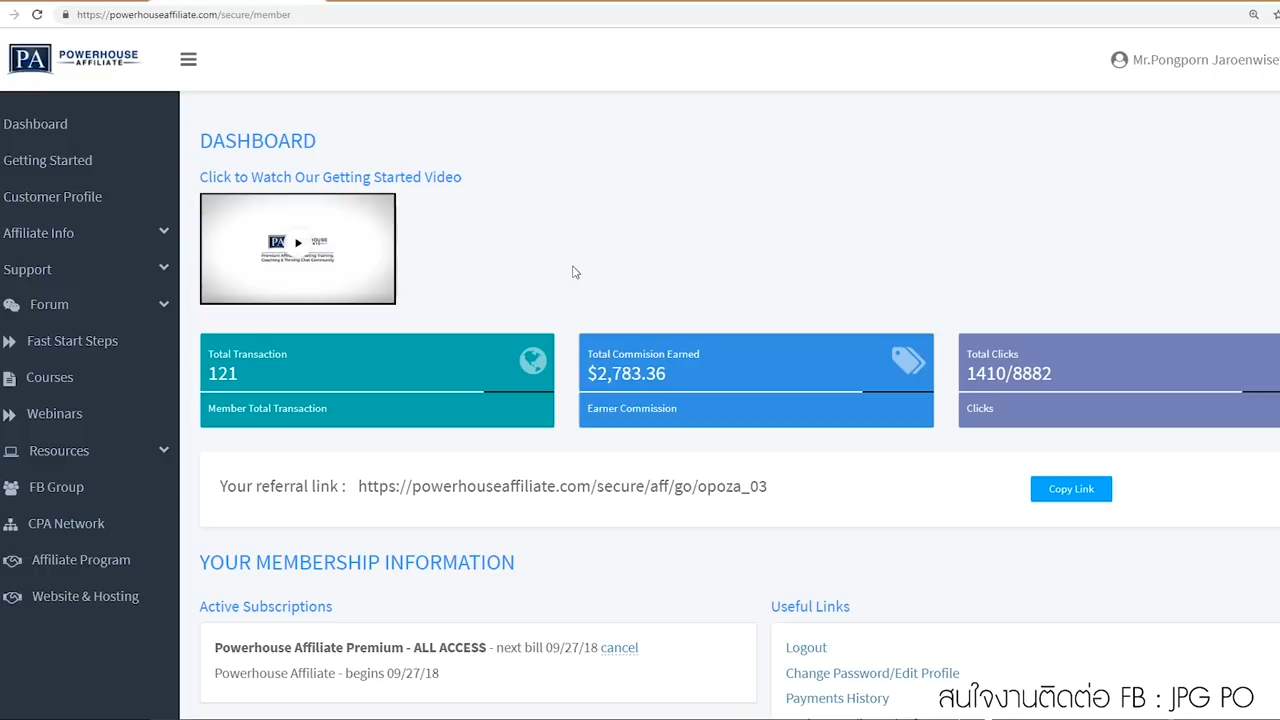 https://powerhouseaffiliate.com/secure/member
PA POWERHOUSE
AFFILIATE
Mr.Pongporn Jaroenwise
Dashboard
Getting Started
Customer Profile
Affiliate Info
Support
Forum
Fast Start Steps
Courses
Webinars
Resources
FB Group
CPA Network
Affiliate Program
Website & Hosting
DASHBOARD
Click to Watch Our Getting Started Video
PA
Total Transaction
121
Member Total Transaction
Total Commision Earned
$2,783.36
Earner Commission
Total Clicks
1410/8882
Clicks
Your referral link : https://powerhouseaffiliate.com/secure/aff/go/opoza_03
Copy Link
YOUR MEMBERSHIP INFORMATION
Active Subscriptions
Powerhouse Affiliate Premium - ALL ACCESS - next bill 09/27/18 cancel
Powerhouse Affiliate - begins 09/27/18
Useful Links
Logout
Change Password/Edit Profile
Payments History
สนใจงานติดต่อ FB : JPG PO